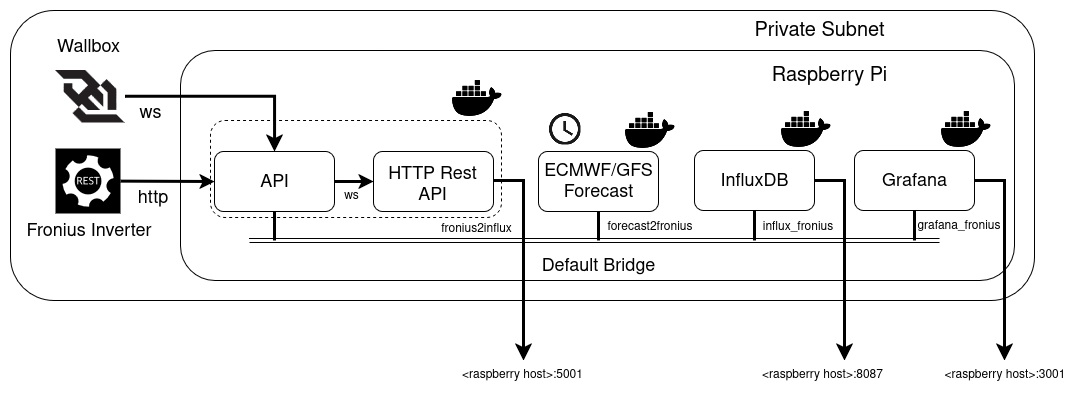 Private Subnet
Wallbox
Raspberry Pi
ws
ECMWF/GFS
Forecast
API
HTTP Rest
API
InfluxDB
Grafana
REST
http
ws
Fronius Inverter
fronius2influx
forecast2fronius
influx_fronius
grafana_fronius
Default Bridge
<raspberry host>:5001
<raspberry host>:8087
<raspberry host>:3001